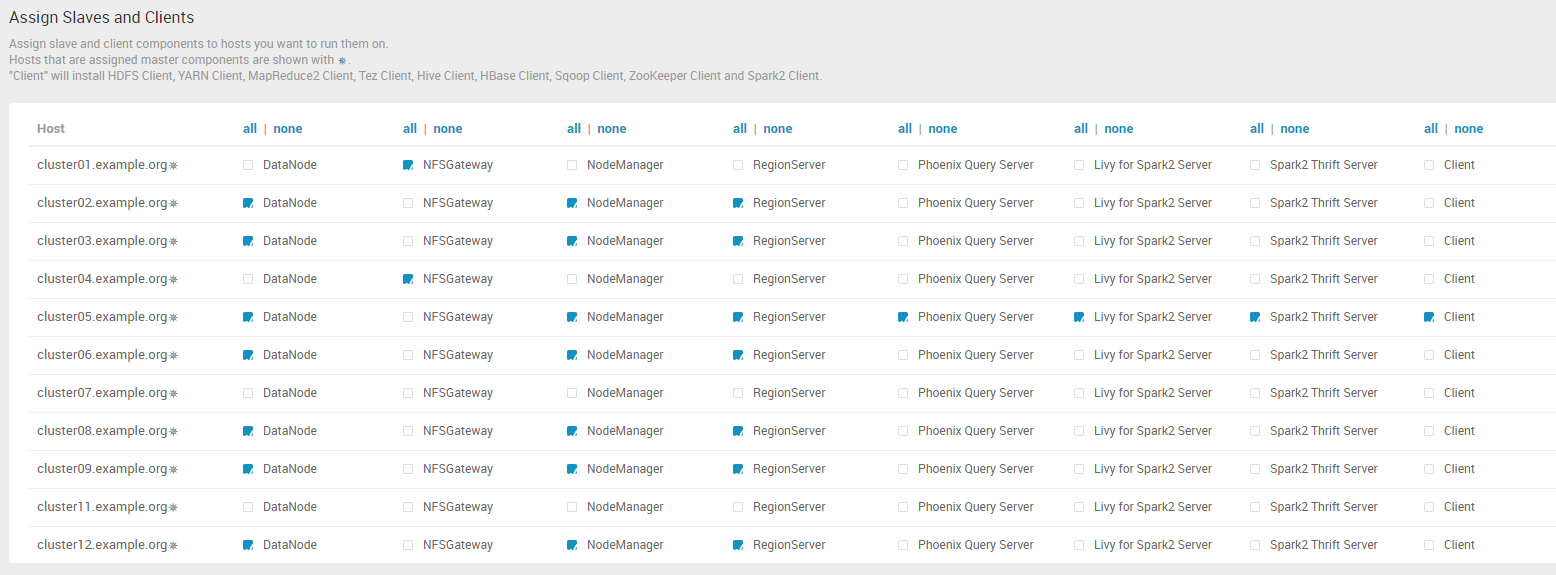 Assign Slaves and Clients
Assign slave and client components to hosts you want to run them on.
Hosts that are assigned master components are shown with ✵.
"Client" will install HDFS Client, YARN Client, MapReduce2 Client, Tez Client, Hive Client, HBase Client, Sqoop Client, ZooKeeper Client and Spark2 Client.
Host all | none all | none all | none all | none all | none all | none all | none all | none
cluster01.example.org✵ DataNode NFSGateway NodeManager RegionServer Phoenix Query Server Livy for Spark2 Server Spark2 Thrift Server Client
cluster02.example.org✵ DataNode NFSGateway NodeManager RegionServer Phoenix Query Server Livy for Spark2 Server Spark2 Thrift Server Client
cluster03.example.org✵ DataNode NFSGateway NodeManager RegionServer Phoenix Query Server Livy for Spark2 Server Spark2 Thrift Server Client
cluster04.example.org✵ DataNode NFSGateway NodeManager RegionServer Phoenix Query Server Livy for Spark2 Server Spark2 Thrift Server Client
cluster05.example.org✵ DataNode NFSGateway NodeManager RegionServer Phoenix Query Server Livy for Spark2 Server Spark2 Thrift Server Client
cluster06.example.org✵ DataNode NFSGateway NodeManager RegionServer Phoenix Query Server Livy for Spark2 Server Spark2 Thrift Server Client
cluster07.example.org✵ DataNode NFSGateway NodeManager RegionServer Phoenix Query Server Livy for Spark2 Server Spark2 Thrift Server Client
cluster08.example.org✵ DataNode NFSGateway NodeManager RegionServer Phoenix Query Server Livy for Spark2 Server Spark2 Thrift Server Client
cluster09.example.org✵ DataNode NFSGateway NodeManager RegionServer Phoenix Query Server Livy for Spark2 Server Spark2 Thrift Server Client
cluster11.example.org✵ DataNode NFSGateway NodeManager RegionServer Phoenix Query Server Livy for Spark2 Server Spark2 Thrift Server Client
cluster12.example.org✵ DataNode NFSGateway NodeManager RegionServer Phoenix Query Server Livy for Spark2 Server Spark2 Thrift Server Client